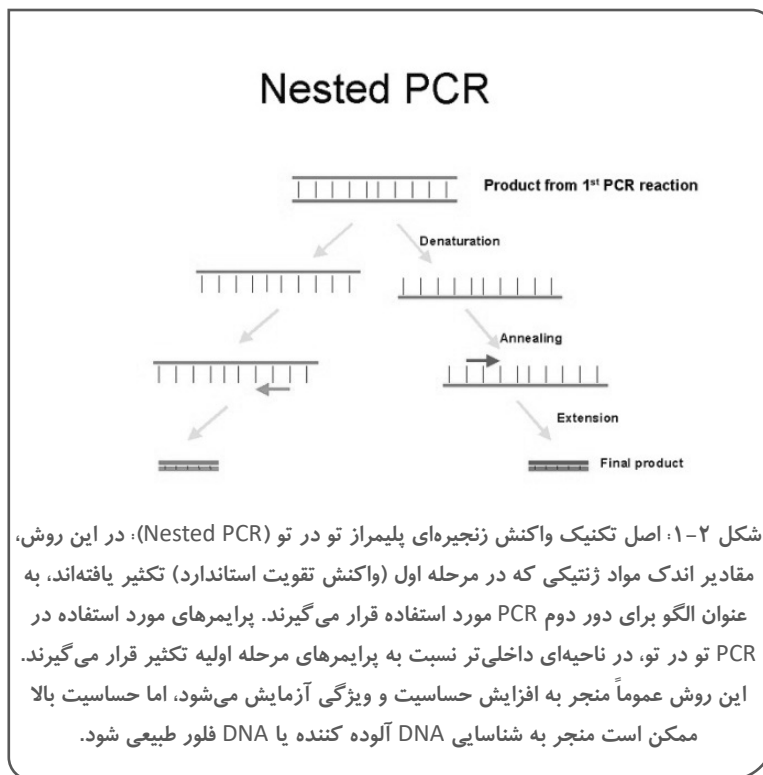 Nested PCR
Product from 1st PCR reaction
Denaturation
Annealing
Extension
Final product
شکل ۲-۱: اصل تکنیک واکنش زنجیره‌ای پلیمراز تو در تو (Nested PCR)؛ در این روش،
مقادیر اندک مواد ژنتیکی که در مرحله اول (واکنش تقویت استاندارد) تکثیر یافته‌اند، به
عنوان الگو برای دور دوم PCR مورد استفاده قرار می‌گیرند. پرایمرهای مورد استفاده در
PCR تو در تو، در ناحیه‌ای داخلی‌تر نسبت به پرایمرهای مرحله اولیه تکثیر قرار می‌گیرند.
این روش عموماً منجر به افزایش حساسیت و ویژگی آزمایش می‌شود، اما حساسیت بالا
ممکن است منجر به شناسایی DNA آلوده کننده یا DNA فلور طبیعی شود.